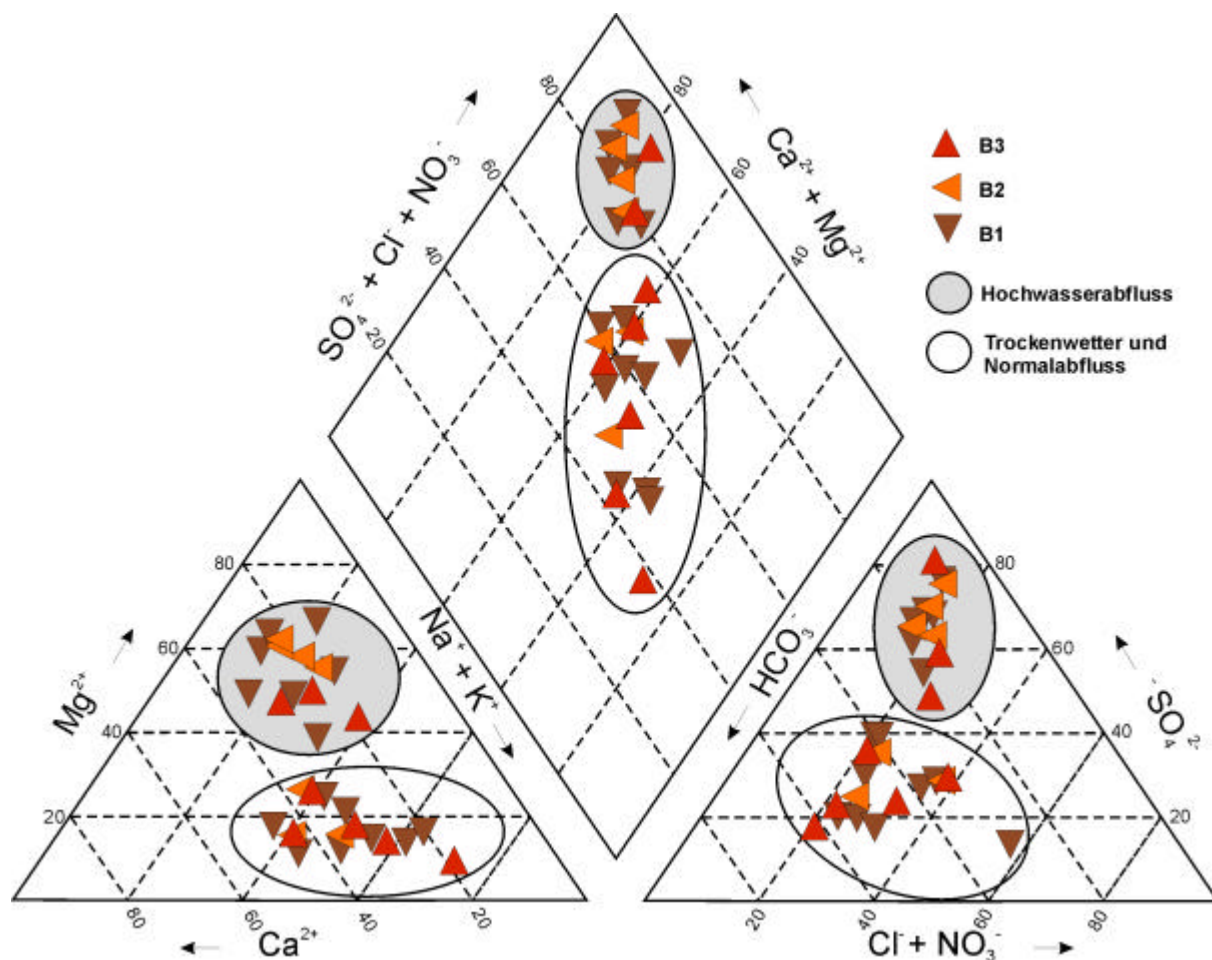 80
80
60
60
40
40
20
SO₄²⁻ + Cl⁻ + NO₃⁻
Ca²⁺ + Mg²⁺
B3
B2
B1
Hochwasserabfluss
Trockenwetter und
Normalabfluss
Na⁺ + K⁺
HCO₃⁻
80
60
40
20
Mg²⁺
80
60
40
20
Ca²⁺
80
60
40
20
SO₄²⁻
20
40
60
80
Cl⁻ + NO₃⁻